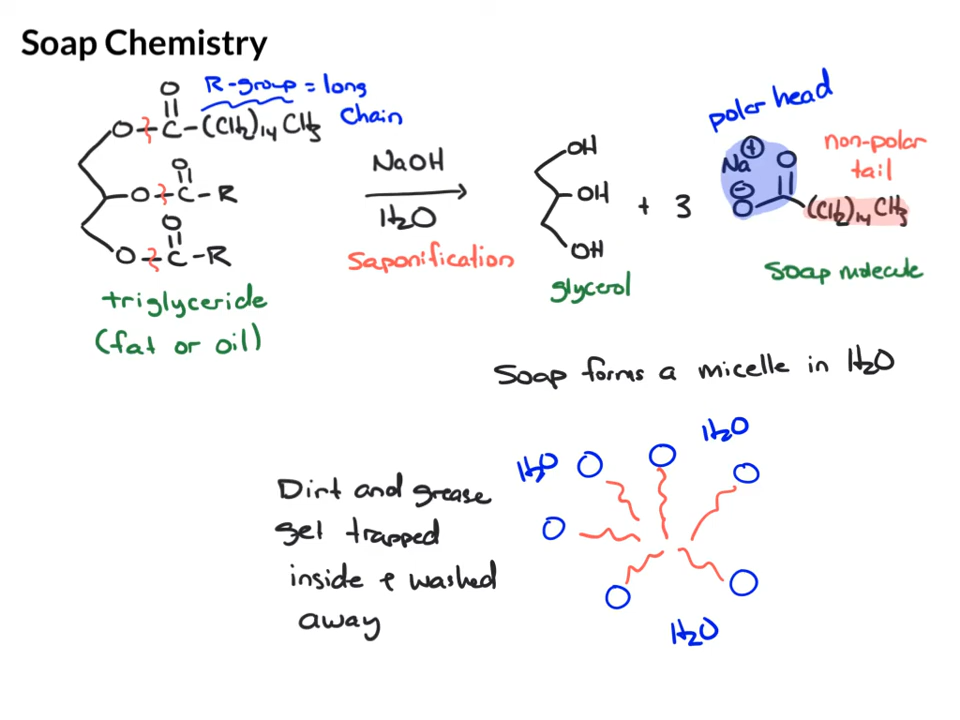 Soap Chemistry
R-group = long
chain
O
O C (CH₂)₁₄CH₃
O
O C R
O
O C R
triglyceride
(fat or oil)
NaOH
H₂O
saponification
OH
OH
OH
glycerol
+ 3
polar head
non-polar
tail
Na ⊕ O
⊖
O (CH₂)₁₄CH₃
soap molecule
Soap forms a micelle in H₂O
Dirt and grease
get trapped
inside & washed
away
H₂O
H₂O
H₂O